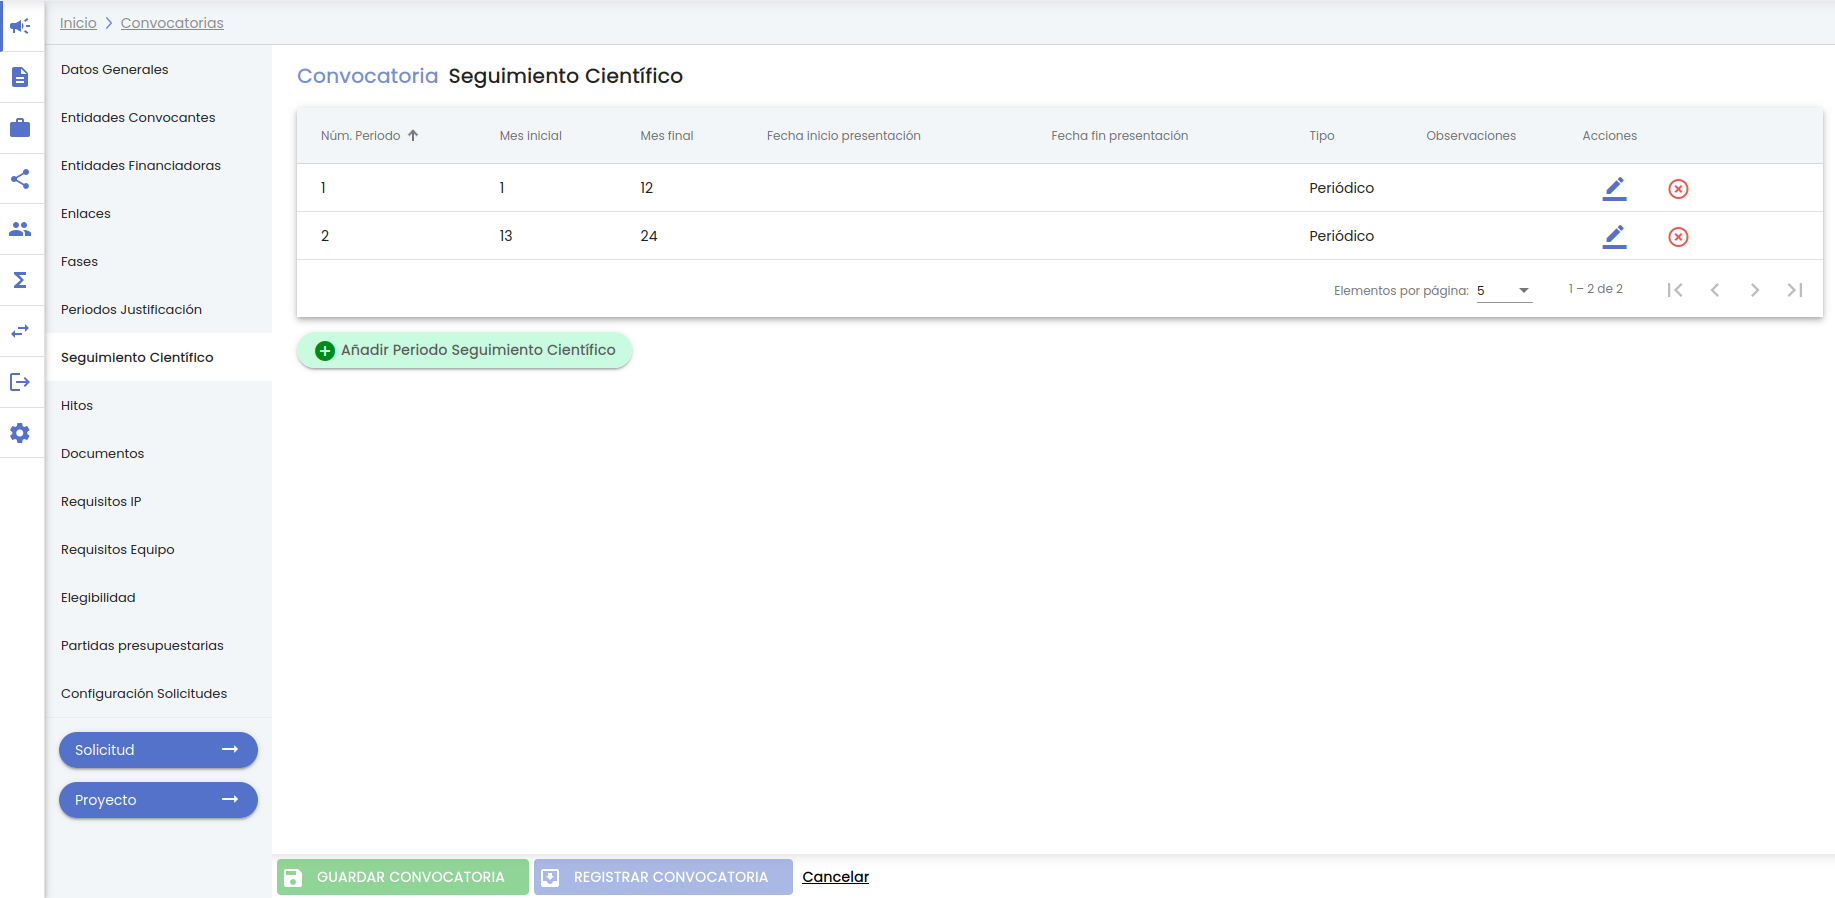 Inicio > Convocatorias
Datos Generales
Entidades Convocantes
Entidades Financiadoras
Enlaces
Fases
Periodos Justificación
Seguimiento Científico
Hitos
Documentos
Requisitos IP
Requisitos Equipo
Elegibilidad
Partidas presupuestarias
Configuración Solicitudes
Solicitud
Proyecto
Convocatoria Seguimiento Científico
Núm. Periodo Mes inicial Mes final Fecha inicio presentación Fecha fin presentación Tipo Observaciones Acciones
1 1 12 Periódico
2 13 24 Periódico
Elementos por página: 5 1 – 2 de 2
Añadir Periodo Seguimiento Científico
GUARDAR CONVOCATORIA REGISTRAR CONVOCATORIA Cancelar